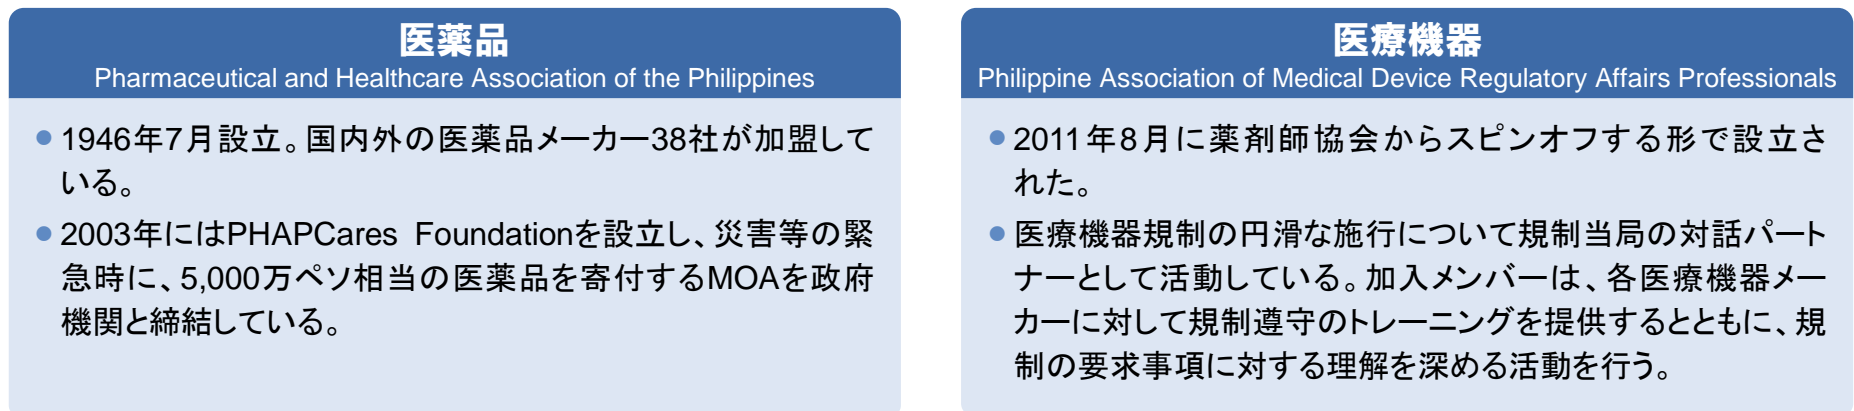 医薬品
Pharmaceutical and Healthcare Association of the Philippines
●1946年7月設立。国内外の医薬品メーカー38社が加盟して
いる。
●2003年にはPHAPCares Foundationを設立し、災害等の緊
急時に、5,000万ペソ相当の医薬品を寄付するMOAを政府
機関と締結している。
医療機器
Philippine Association of Medical Device Regulatory Affairs Professionals
●2011年8月に薬剤師協会からスピンオフする形で設立さ
れた。
●医療機器規制の円滑な施行について規制当局の対話パート
ナーとして活動している。加入メンバーは、各医療機器メー
カーに対して規制遵守のトレーニングを提供するとともに、規
制の要求事項に対する理解を深める活動を行う。